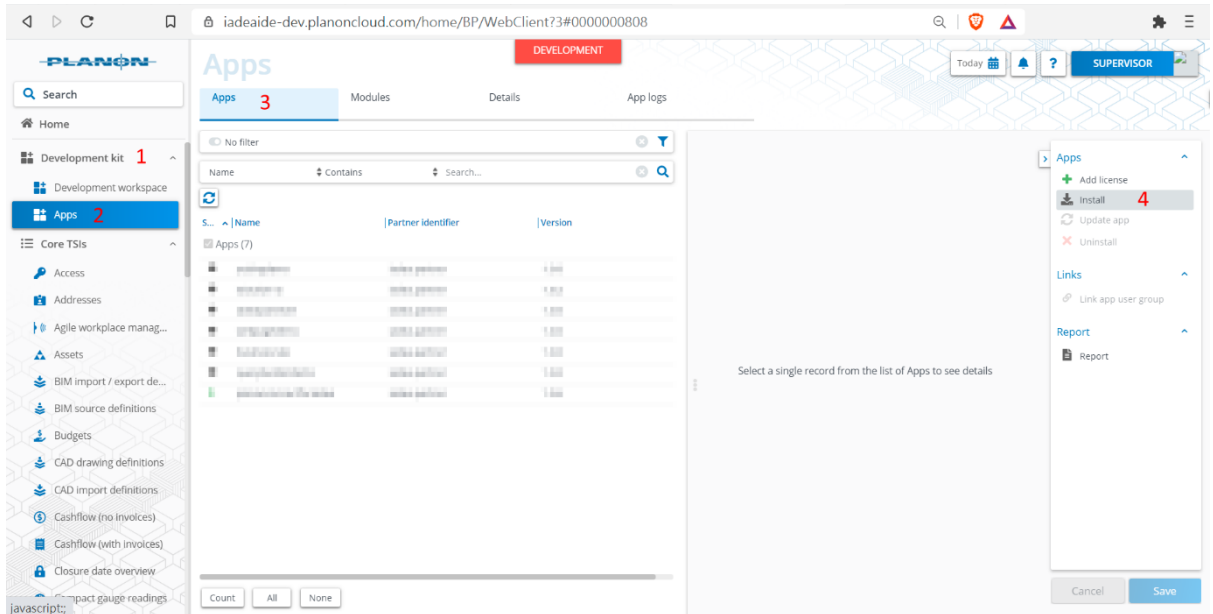 iadeaide-dev.planoncloud.com/home/BP/WebClient?3#0000000808
PLANON
Apps
DEVELOPMENT
Today
?
SUPERVISOR
Search
Home
Development kit 1
Development workspace
Apps 2
Core TSIs
Access
Addresses
Agile workplace manag...
Assets
BIM import / export de...
BIM source definitions
Budgets
CAD drawing definitions
CAD import definitions
Cashflow (no invoices)
Cashflow (with invoices)
Closure date overview
mpact gauge readings
javascript:;
Apps 3 Modules Details App logs
No filter
Name Contains Search...
S... Name Partner identifier Version
Apps (7)
Count All None
Select a single record from the list of Apps to see details
Apps
Add license
Install 4
Update app
Uninstall
Links
Link app user group
Report
Report
Cancel Save